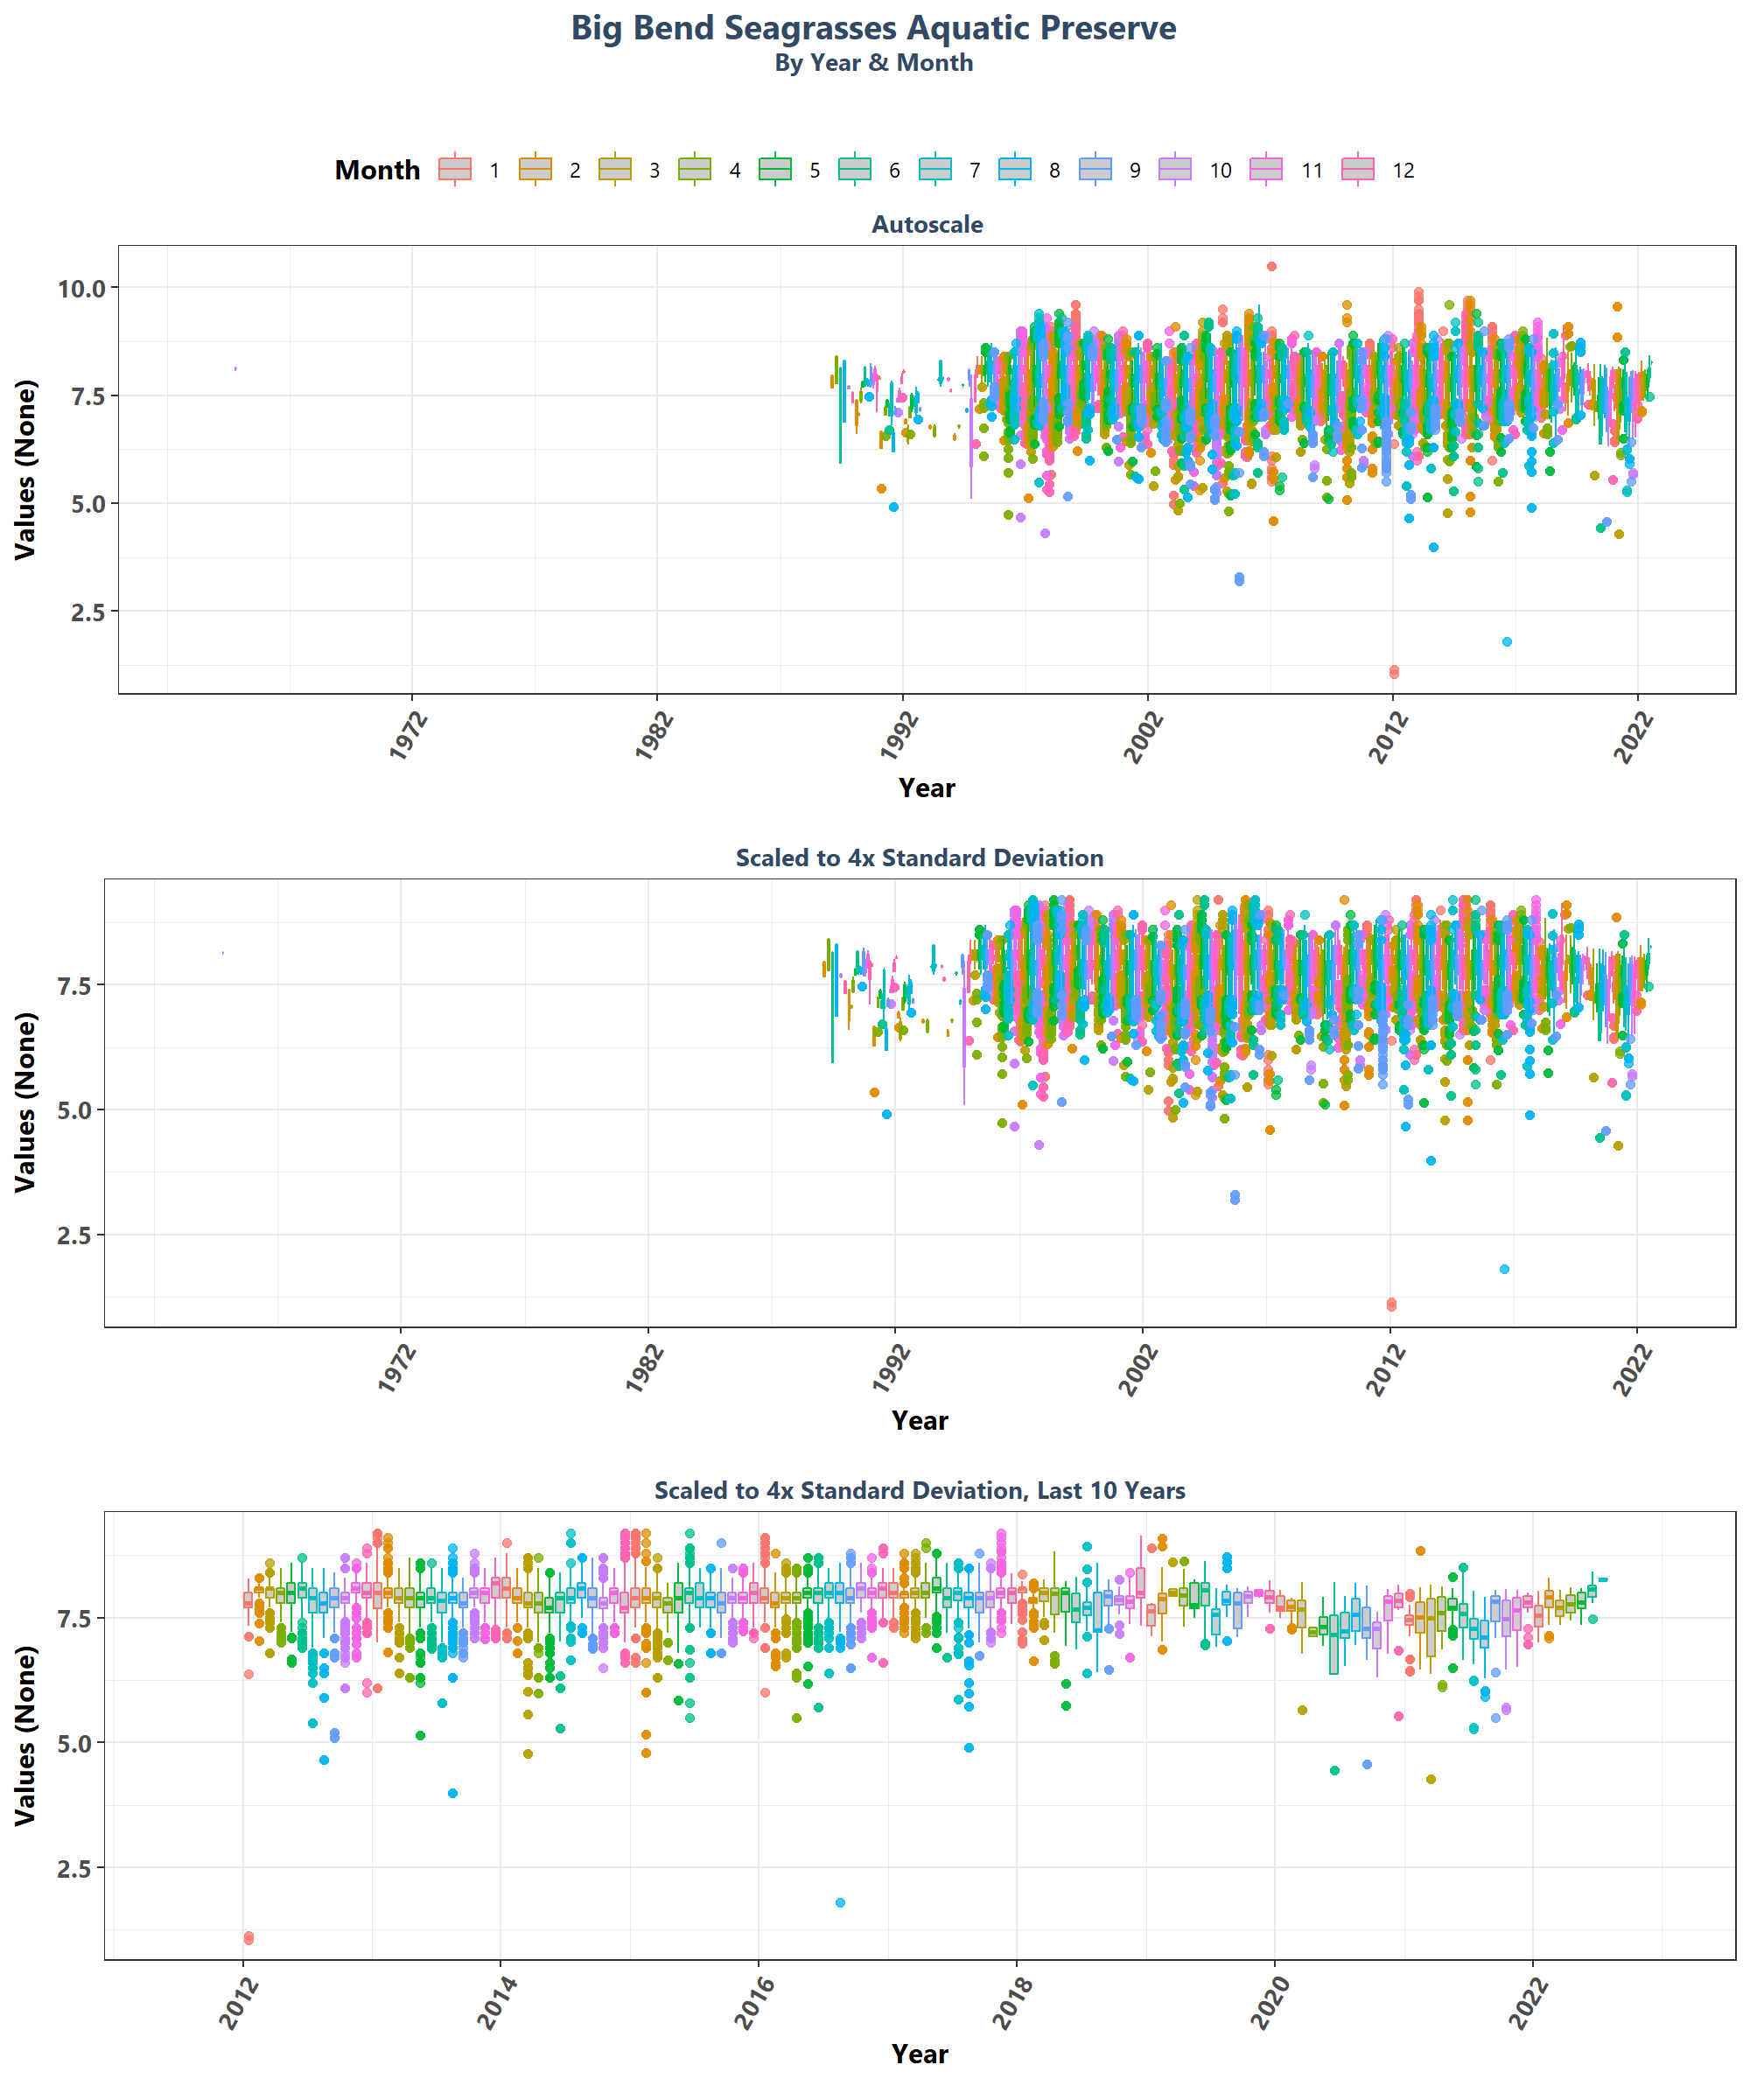 Big Bend Seagrasses Aquatic Preserve
By Year & Month
Month 1 2 3 4 5 6 7 8 9 10 11 12
Autoscale
Values (None)
10.0
7.5
5.0
2.5
1972 1982 1992 2002 2012 2022
Year
Scaled to 4x Standard Deviation
Values (None)
7.5
5.0
2.5
1972 1982 1992 2002 2012 2022
Year
Scaled to 4x Standard Deviation, Last 10 Years
Values (None)
7.5
5.0
2.5
2012 2014 2016 2018 2020 2022
Year